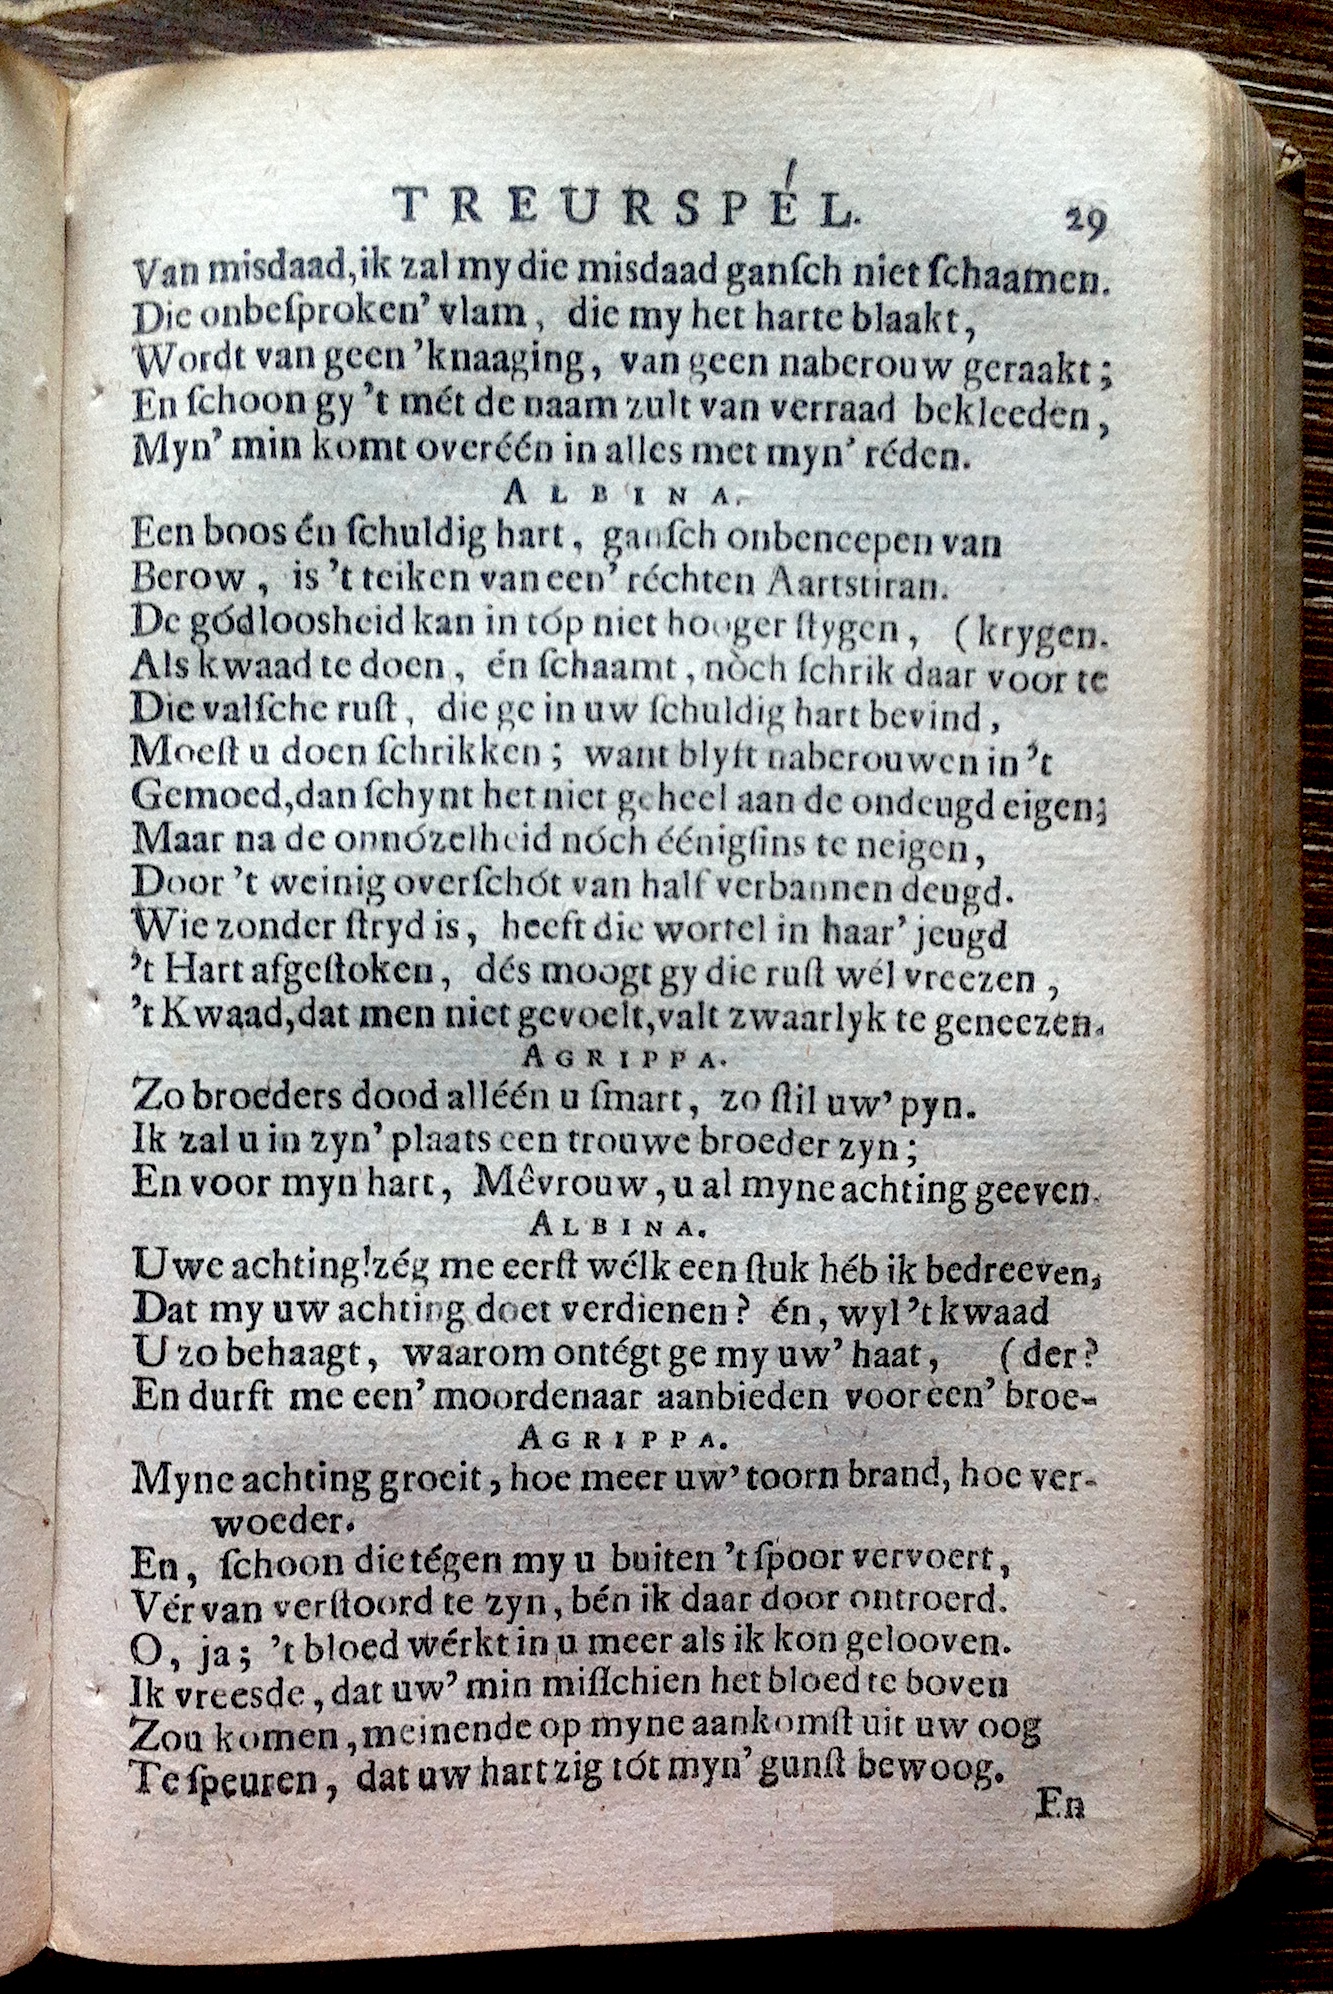 TREURSPÉL. 29
Van misdaad, ik zal my die misdaad ganſch niet ſchaamen.
Die onbeſproken' vlam, die my het harte blaakt,
Wordt van geen 'knaaging, van geen naberouw geraakt;
En ſchoon gy 't mét de naam zult van verraad bekleeden,
Myn' min komt overéén in alles met myn' réden.
ALBINA.
Een boos én ſchuldig hart, ganſch onbeneepen van
Berow, is 't teiken van een' réchten Aartstiran.
De gódloosheid kan in tóp niet hooger ſtygen, (krygen.
Als kwaad te doen, én ſchaamt, nòch ſchrik daar voor te
Die valſche ruſt, die ge in uw ſchuldig hart bevind,
Moeſt u doen ſchrikken; want blyft naberouwen in 't
Gemoed, dan ſchynt het niet geheel aan de ondeugd eigen;
Maar na de onnózelheid nóch éénigſins te neigen,
Door 't weinig overſchót van half verbannen deugd.
Wie zonder ſtryd is, heeft die wortel in haar' jeugd
't Hart afgeſtoken, dés moogt gy die ruſt wél vreezen,
't Kwaad, dat men niet gevoelt, valt zwaarlyk te geneezen.
AGRIPPA.
Zo broeders dood alléén u ſmart, zo ſtil uw' pyn.
Ik zal u in zyn' plaats een trouwe broeder zyn;
En voor myn hart, Mêvrouw, u al myne achting geeven.
ALBINA.
Uwe achting! zég me eerſt wélk een ſtuk héb ik bedreeven,
Dat my uw achting doet verdienen? én, wyl 't kwaad
U zo behaagt, waarom ontégt ge my uw' haat, (der?
En durft me een' moordenaar aanbieden voor een' broe-
AGRIPPA.
Myne achting groeit, hoe meer uw' toorn brand, hoe ver-
woeder.
En, ſchoon die tégen my u buiten 't ſpoor vervoert,
Vér van verſtoord te zyn, bén ik daar door ontroerd.
O, ja; 't bloed wérkt in u meer als ik kon gelooven.
Ik vreesde, dat uw' min miſſchien het bloed te boven
Zou komen, meinende op myne aankomſt uit uw oog
Te ſpeuren, dat uw hart zig tót myn' gunſt bewoog.
En